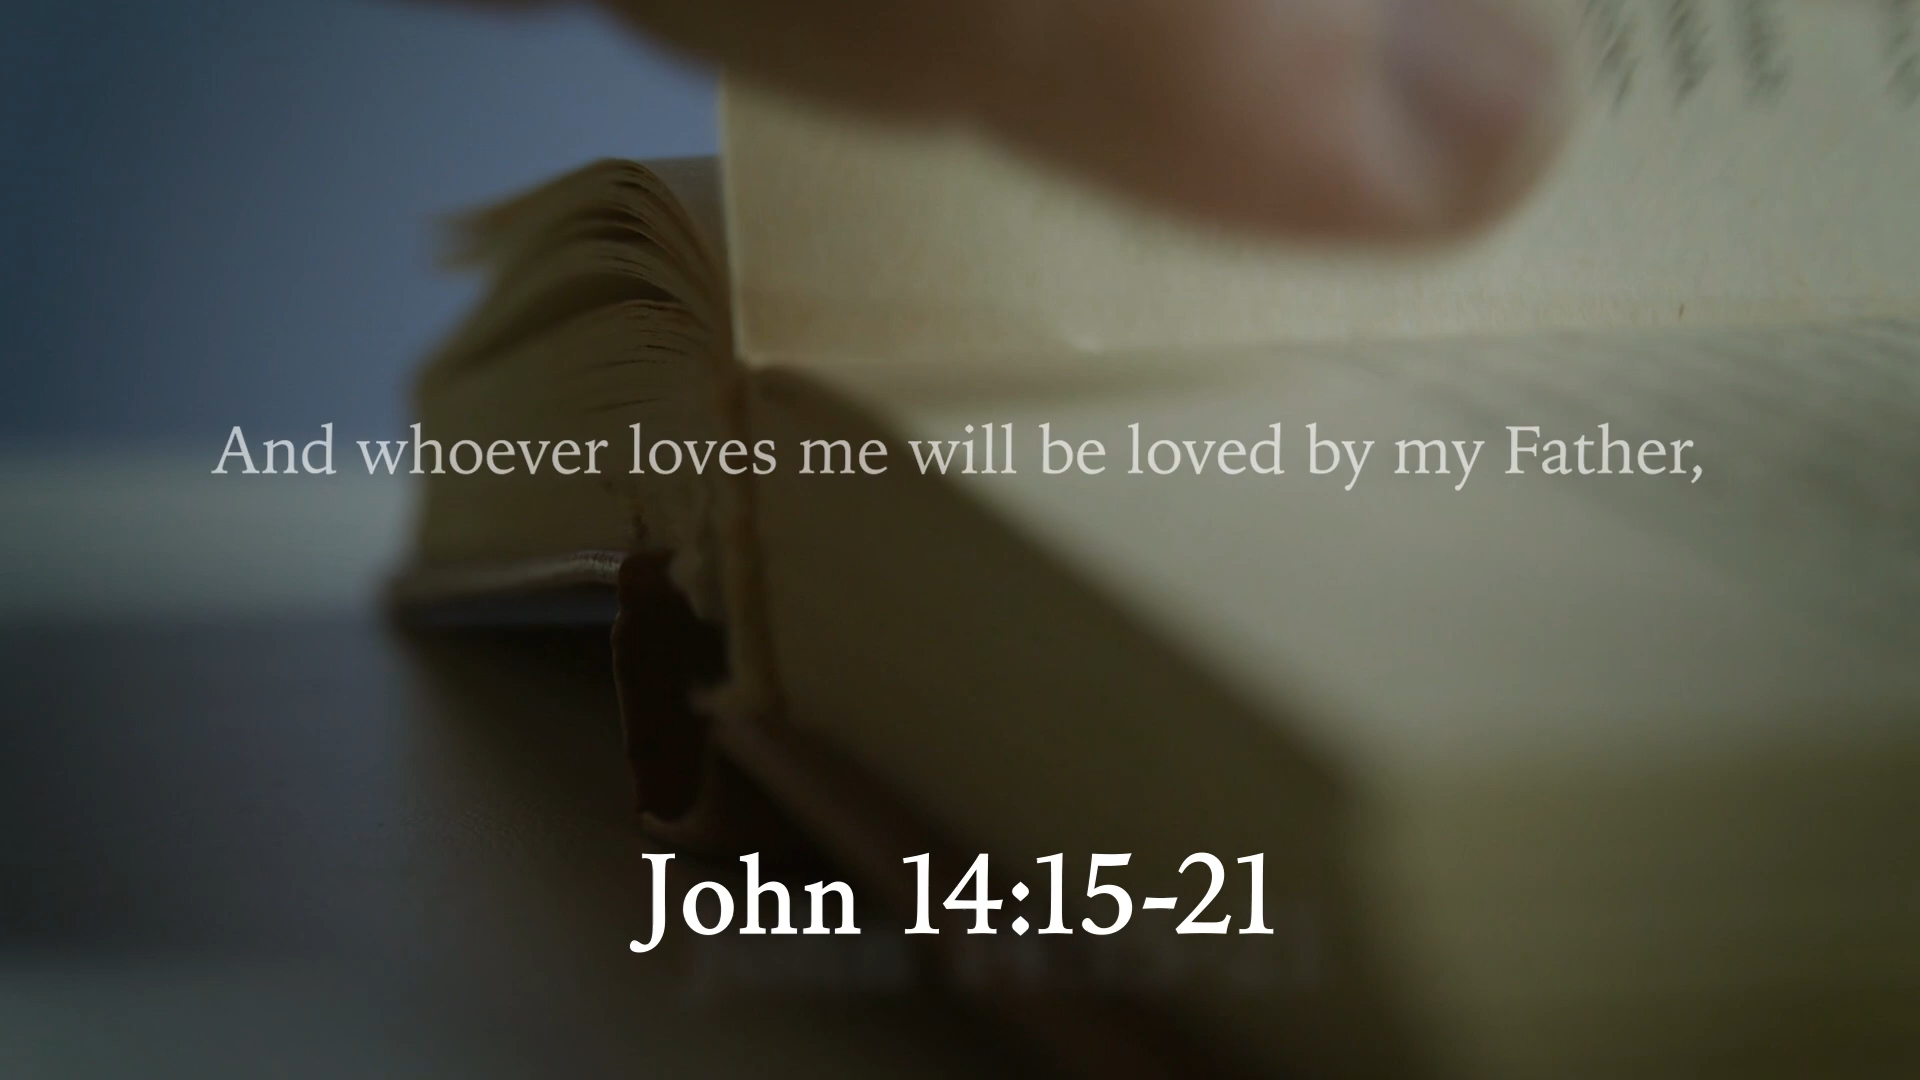 And whoever loves me will be loved by my Father,
John 14:15-21